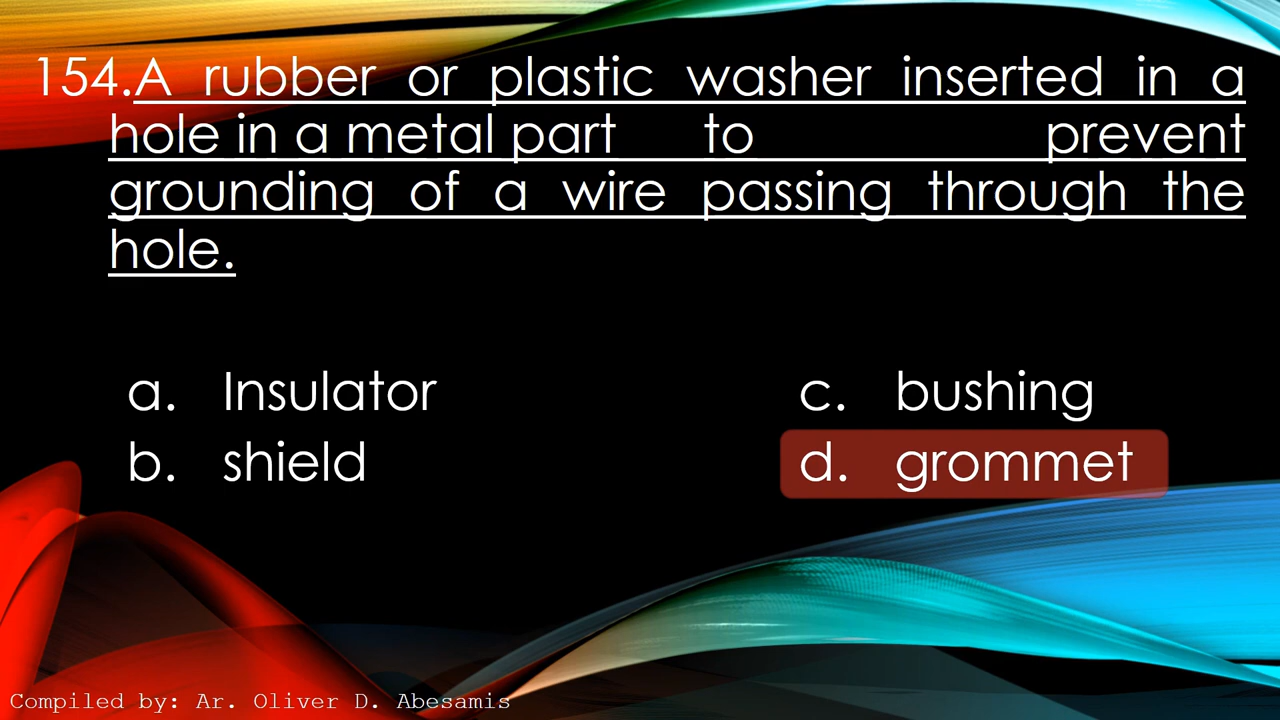 154.A rubber or plastic washer inserted in a
hole in a metal part to prevent
grounding of a wire passing through the
hole.
a. Insulator c. bushing
b. shield d. grommet
Compiled by: Ar. Oliver D. Abesamis